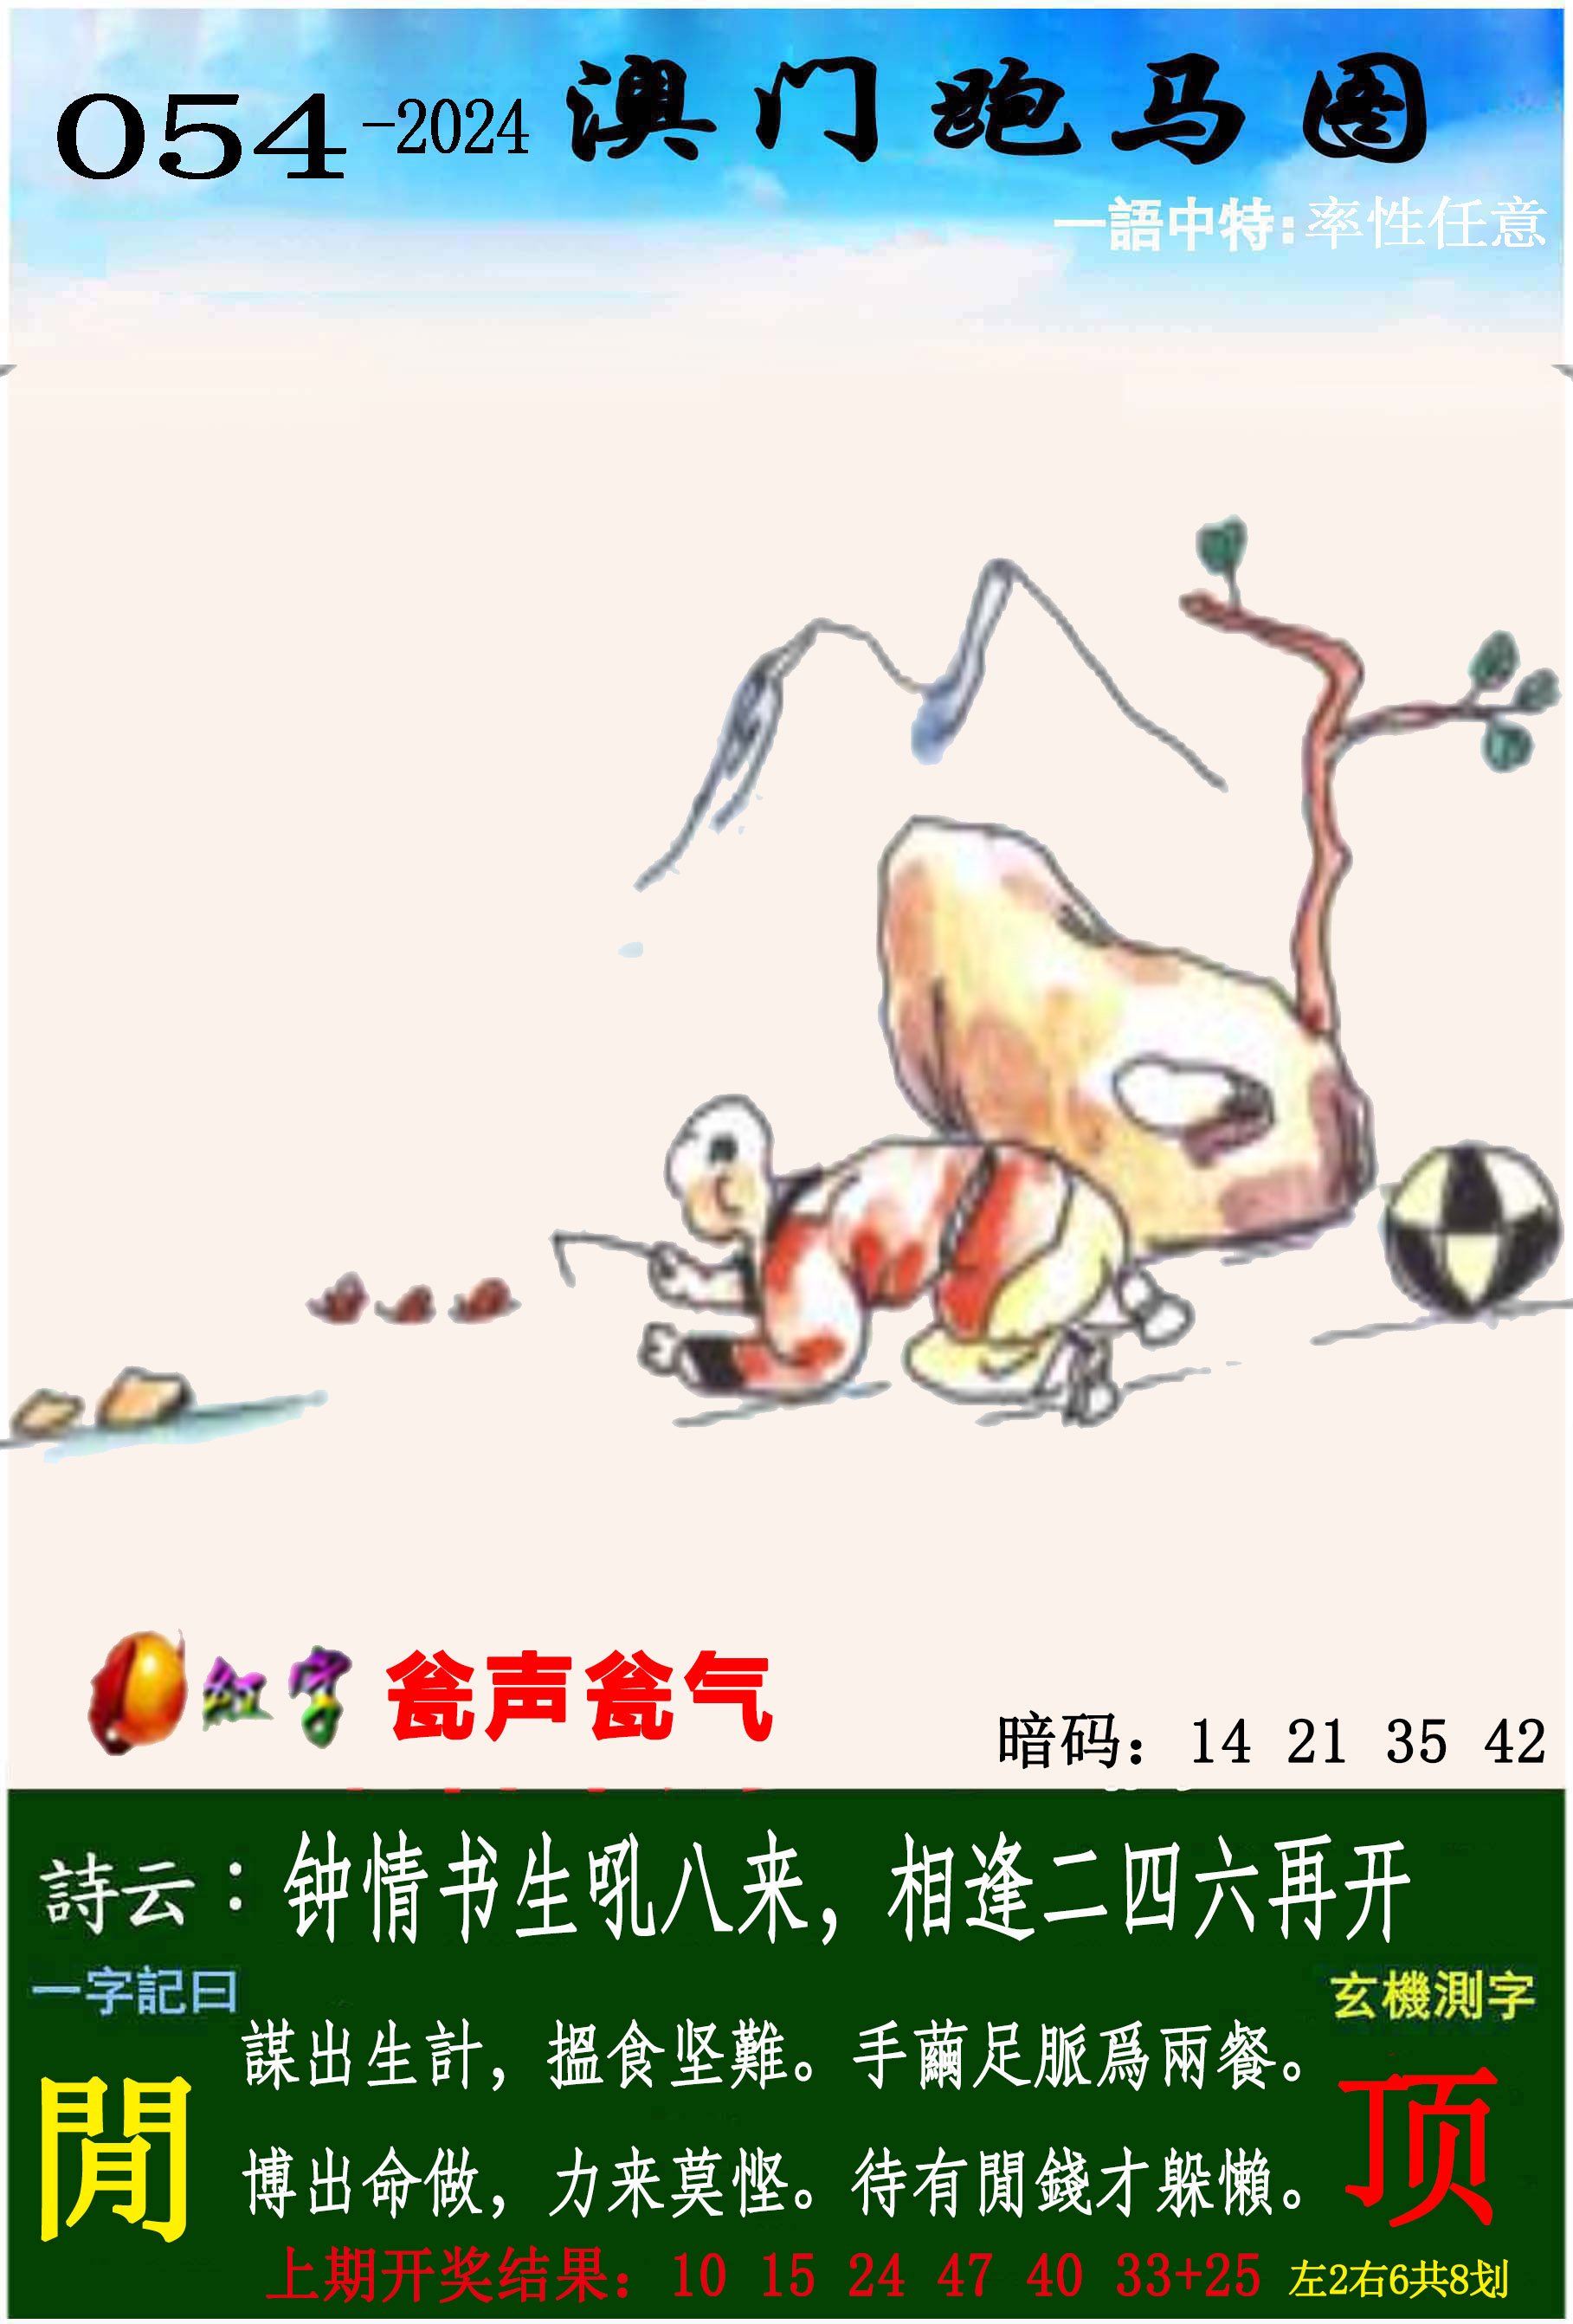 054-2024 澳门跑马图
一語中特:率性任意
红字 瓮声瓮气
暗码：14 21 35 42
詩云：钟情书生吼八来，相逢二四六再开
一字記曰
玄機測字
謀出生計，搵食坚難。手繭足脈爲兩餐。
閒
顶
博出命做，力来莫慳。待有閒錢才躲懶。
上期开奖结果：10 15 24 47 40 33+25
左2右6共8划